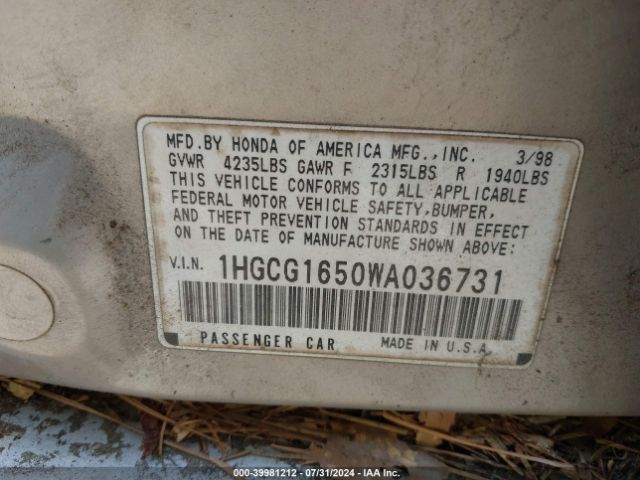 MFD.BY HONDA OF AMERICA MFG.,INC. 3/98
GVWR 4235LBS GAWR F 2315LBS R 1940LBS
THIS VEHICLE CONFORMS TO ALL APPLICABLE
FEDERAL MOTOR VEHICLE SAFETY,BUMPER,
AND THEFT PREVENTION STANDARDS IN EFFECT
ON THE DATE OF MANUFACTURE SHOWN ABOVE:
V.I.N. 1HGCG1650WA036731
PASSENGER CAR MADE IN U.S.A
000-39981212 - 07/31/2024 - IAA Inc.